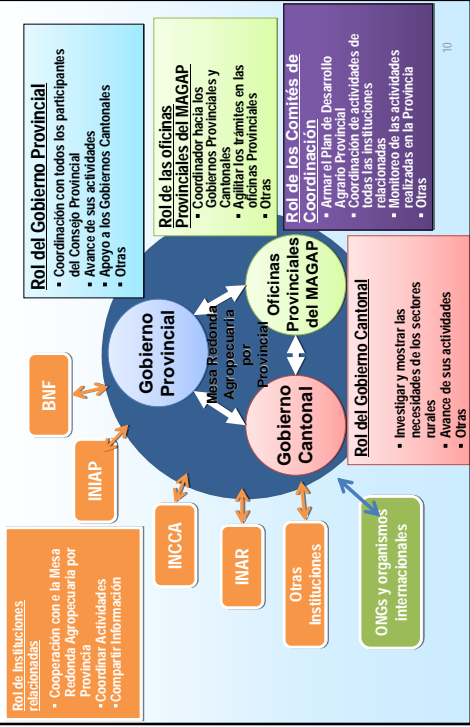 Rol de Instituciones
relacionadas
▪ Cooperación con e la Mesa
Redonda Agropecuaria por
Provincia
▪Coordinar Actividades
▪Compartir Información
INIAP
BNF
INCCA
INAR
Otras
Instituciones
ONGs y organismos
internacionales
Gobierno
Provincial
Mesa Redonda
Agropecuaria
por
Provincial
Gobierno
Cantonal
Oficinas
Provinciales
del MAGAP
Rol del Gobierno Provincial
▪ Coordinación con todos los participantes
del Consejo Provincial
▪ Avance de sus actividades
▪ Apoyo a los Gobiernos Cantonales
▪ Otras
Rol de las oficinas
Provinciales del MAGAP
▪ Coordinador hacia los
Gobiernos Provinciales y
Cantonales
▪ Agilitar los trámites en las
oficinas Provinciales
▪ Otras
Rol de los Comités de
Coordinación
▪ Armar el Plan de Desarrollo
Agrario Provincial
▪ Coordinación de actividades de
todas las instituciones
relacionadas
▪ Monitoreo de las actividades
realizadas en la Provincia
▪ Otras
Rol del Gobierno Cantonal
▪ Investigar y mostrar las
necesidades de los sectores
rurales
▪ Avance de sus actividades
▪ Otras
10